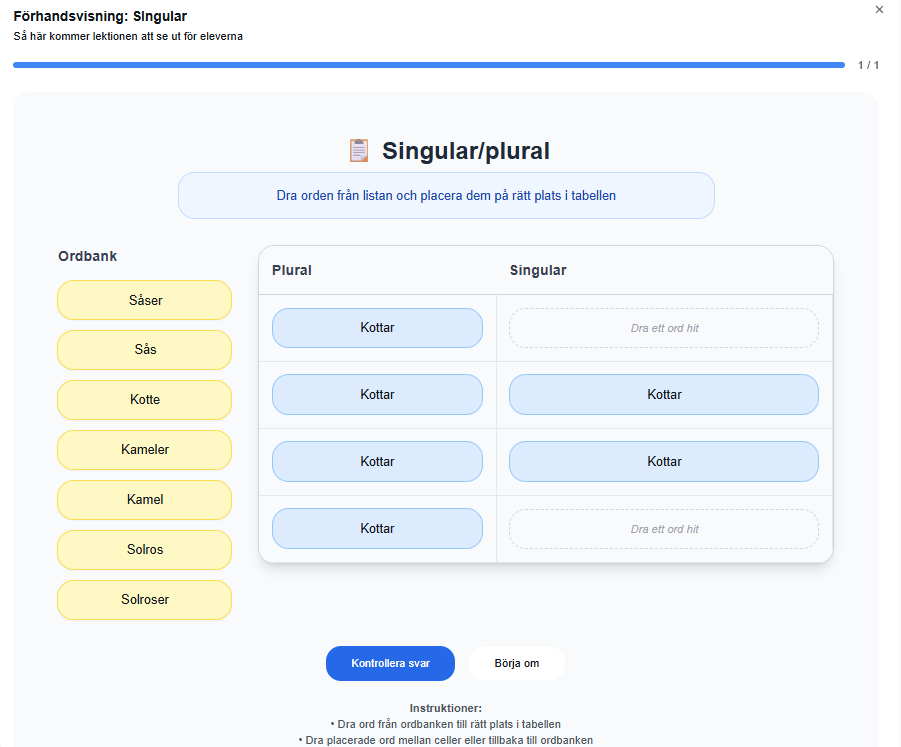 Förhandsvisning: Singular
Så här kommer lektionen att se ut för eleverna
×
1 / 1
Singular/plural
Dra orden från listan och placera dem på rätt plats i tabellen
Ordbank
Såser
Sås
Kotte
Kameler
Kamel
Solros
Solroser
Plural Singular
Kottar Dra ett ord hit
Kottar Kottar
Kottar Kottar
Kottar Dra ett ord hit
Kontrollera svar Börja om
Instruktioner:
• Dra ord från ordbanken till rätt plats i tabellen
• Dra placerade ord mellan celler eller tillbaka till ordbanken